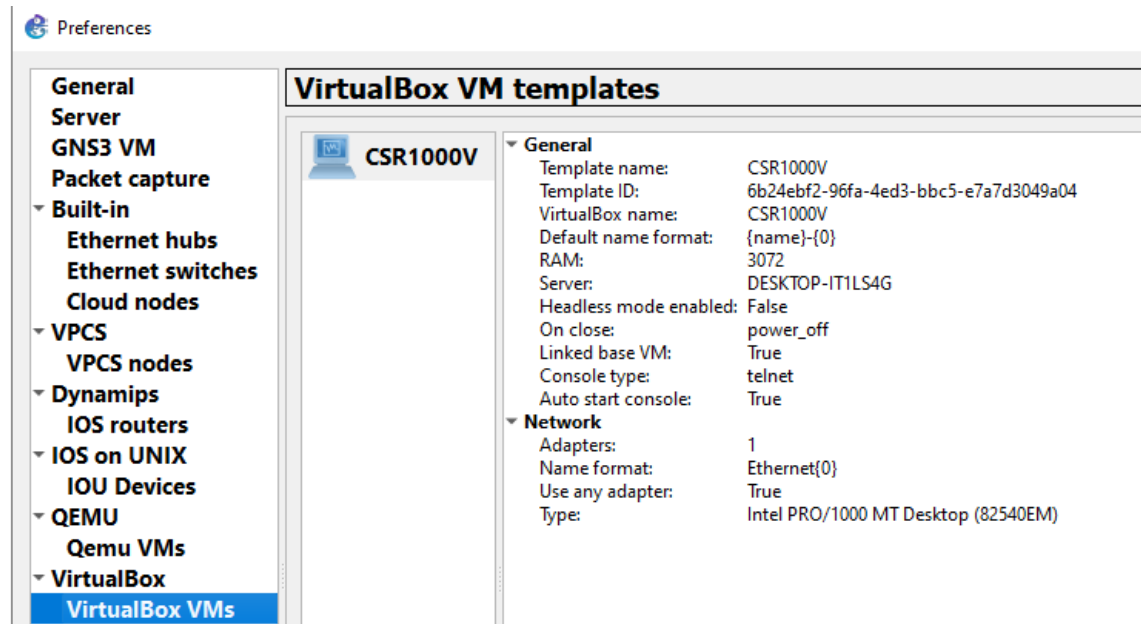 Preferences
General
Server
GNS3 VM
Packet capture
Built-in
Ethernet hubs
Ethernet switches
Cloud nodes
VPCS
VPCS nodes
Dynamips
IOS routers
IOS on UNIX
IOU Devices
QEMU
Qemu VMs
VirtualBox
VirtualBox VMs
VirtualBox VM templates
CSR1000V
General
Template name: CSR1000V
Template ID: 6b24ebf2-96fa-4ed3-bbc5-e7a7d3049a04
VirtualBox name: CSR1000V
Default name format: {name}-{0}
RAM: 3072
Server: DESKTOP-IT1LS4G
Headless mode enabled: False
On close: power_off
Linked base VM: True
Console type: telnet
Auto start console: True
Network
Adapters: 1
Name format: Ethernet{0}
Use any adapter: True
Type: Intel PRO/1000 MT Desktop (82540EM)